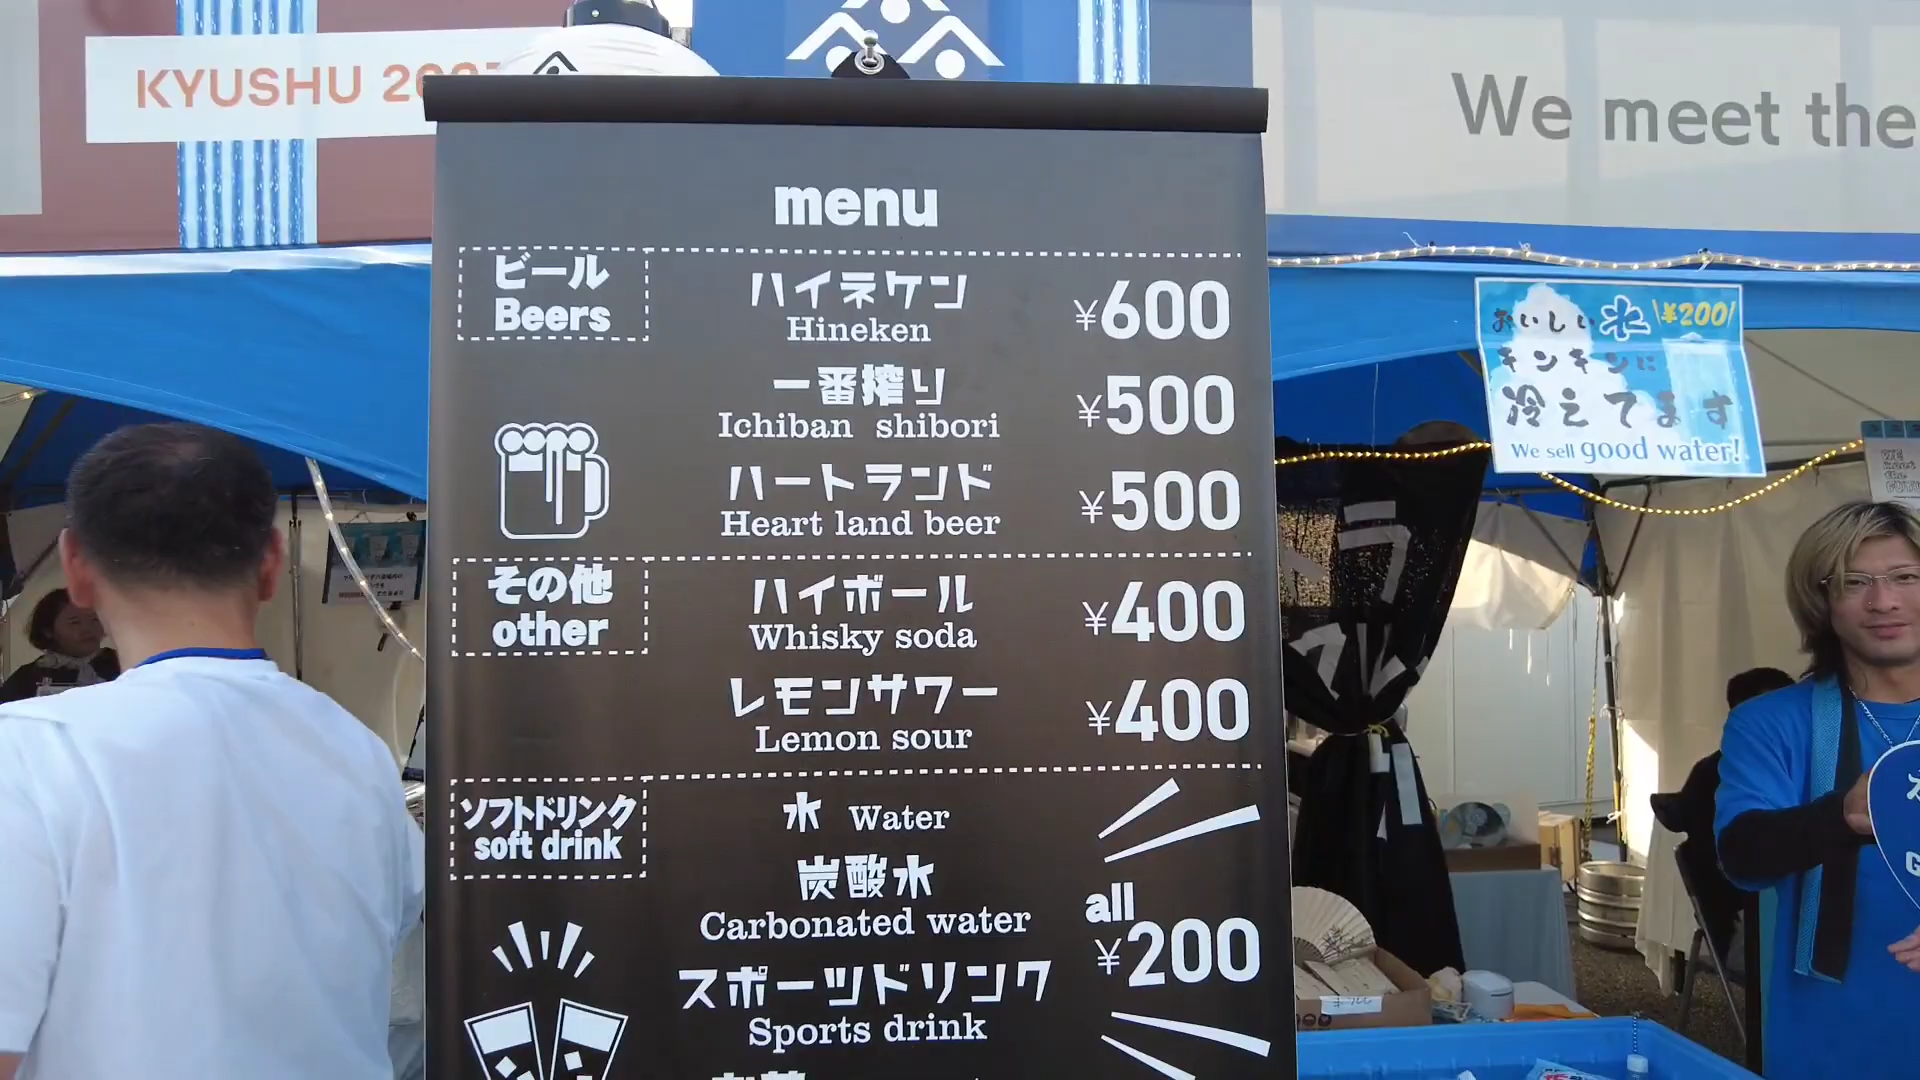 KYUSHU
We meet the
menu
ビール
Beers
ハイネケン
Hineken
¥600
一番搾り
Ichiban shibori
¥500
ハートランド
Heart land beer
¥500
その他
other
ハイボール
Whisky soda
¥400
レモンサワー
Lemon sour
¥400
ソフトドリンク
soft drink
水 Water
炭酸水
Carbonated water
スポーツドリンク
Sports drink
all
¥200
おいしい水 \¥200/
キンキンに
冷えてます
We sell good water!